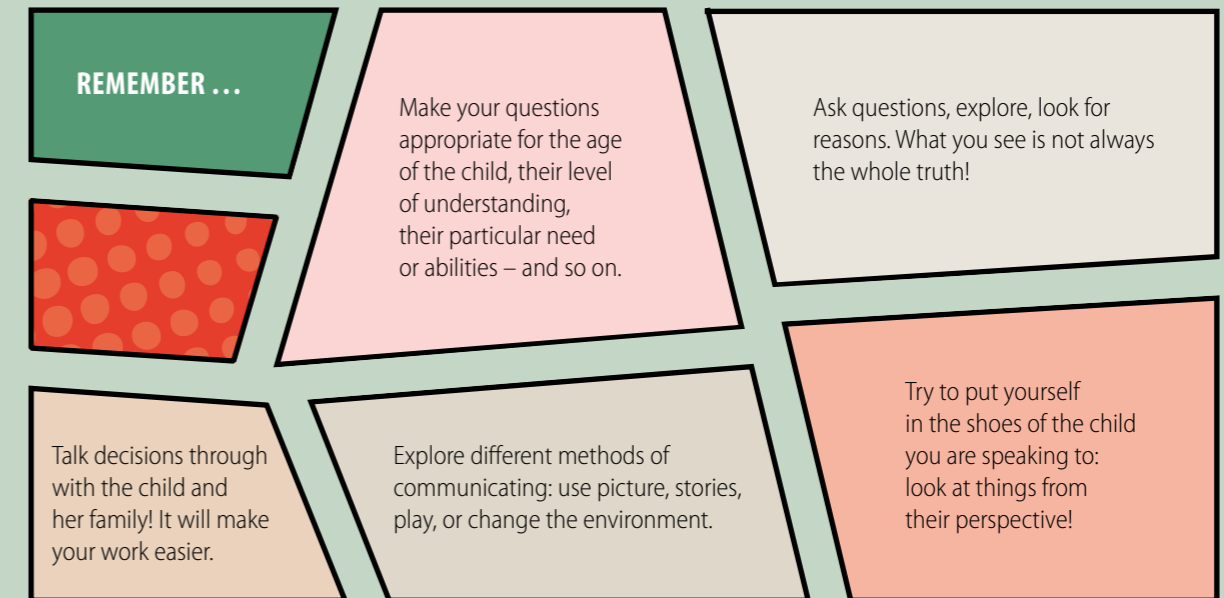 REMEMBER …
Make your questions
appropriate for the age
of the child, their level
of understanding,
their particular need
or abilities – and so on.
Ask questions, explore, look for
reasons. What you see is not always
the whole truth!
Talk decisions through
with the child and
her family! It will make
your work easier.
Explore different methods of
communicating: use picture, stories,
play, or change the environment.
Try to put yourself
in the shoes of the child
you are speaking to:
look at things from
their perspective!